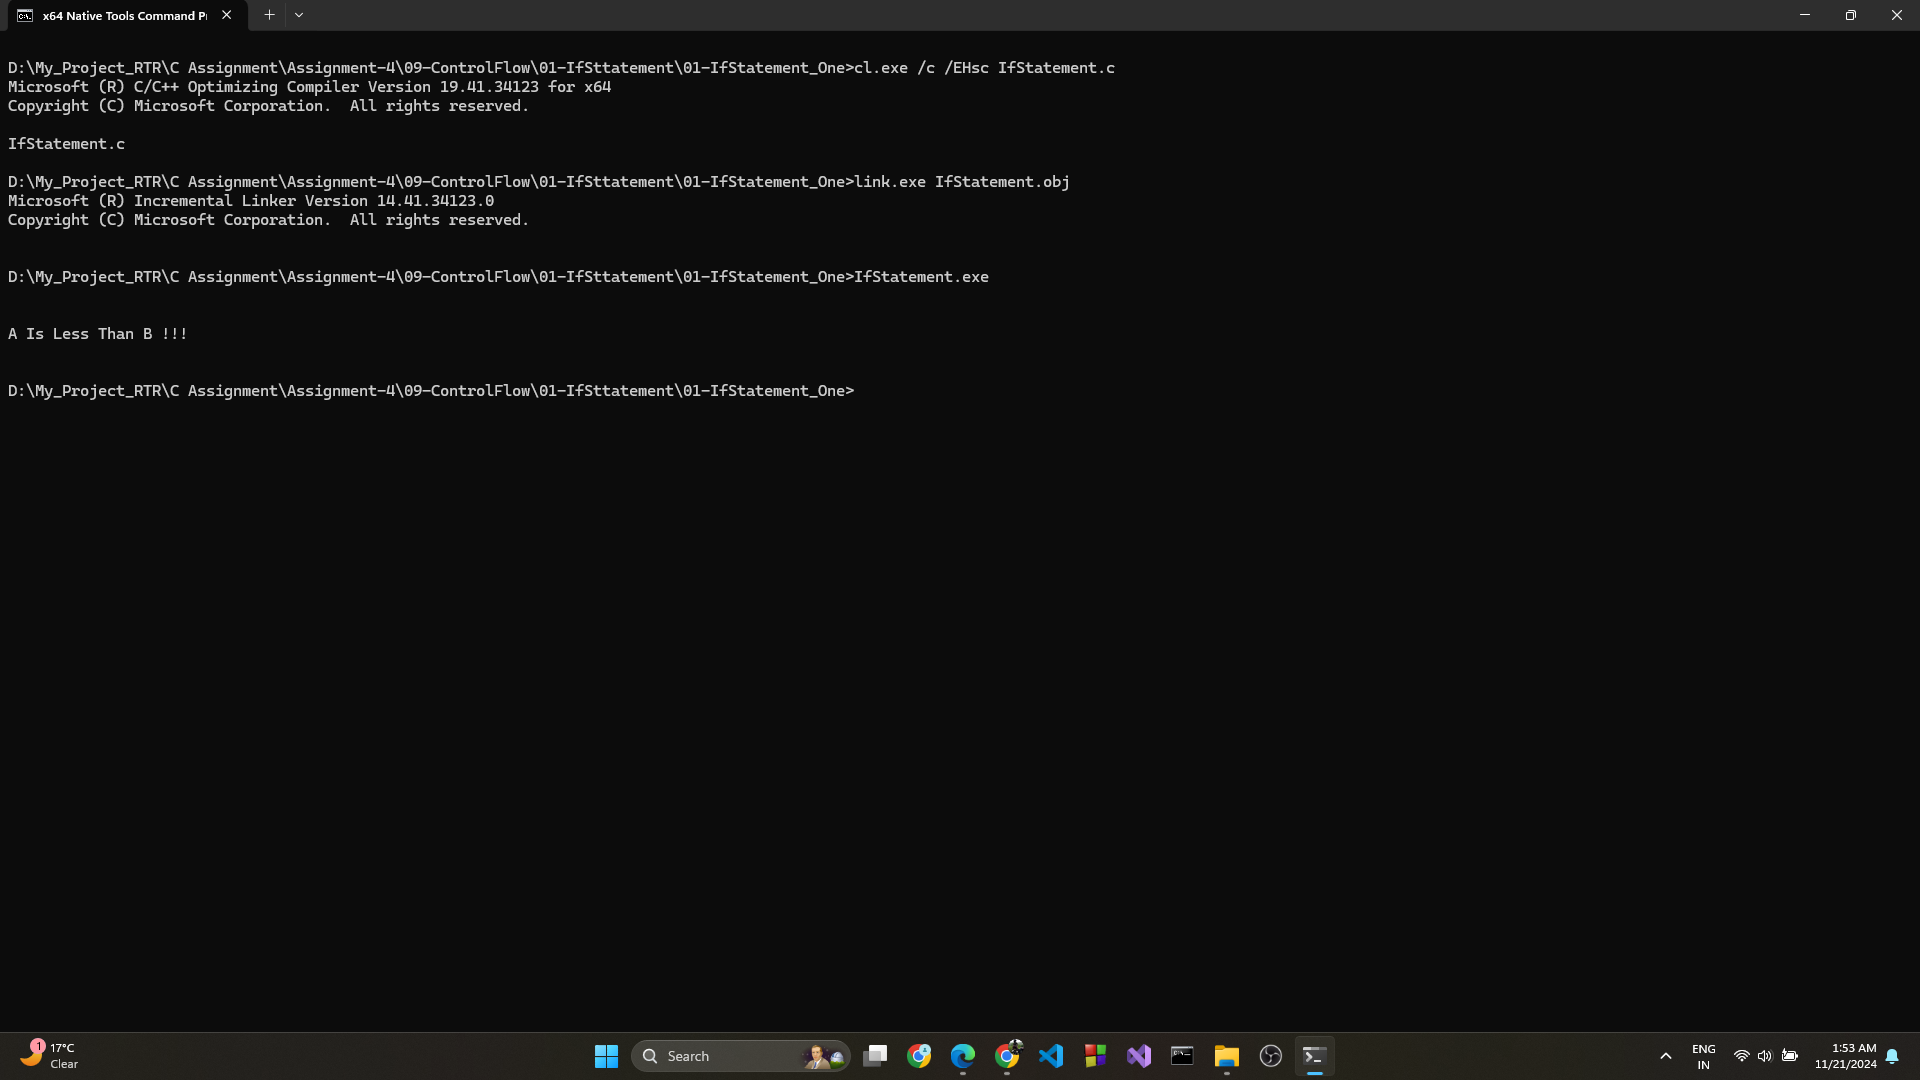 x64 Native Tools Command Pr
D:\My_Project_RTR\C Assignment\Assignment-4\09-ControlFlow\01-IfSttatement\01-IfStatement_One>cl.exe /c /EHsc IfStatement.c
Microsoft (R) C/C++ Optimizing Compiler Version 19.41.34123 for x64
Copyright (C) Microsoft Corporation.  All rights reserved.
IfStatement.c
D:\My_Project_RTR\C Assignment\Assignment-4\09-ControlFlow\01-IfSttatement\01-IfStatement_One>link.exe IfStatement.obj
Microsoft (R) Incremental Linker Version 14.41.34123.0
Copyright (C) Microsoft Corporation.  All rights reserved.
D:\My_Project_RTR\C Assignment\Assignment-4\09-ControlFlow\01-IfSttatement\01-IfStatement_One>IfStatement.exe
A Is Less Than B !!!
D:\My_Project_RTR\C Assignment\Assignment-4\09-ControlFlow\01-IfSttatement\01-IfStatement_One>
1
17°C
Clear
Search
ENG
IN
1:53 AM
11/21/2024